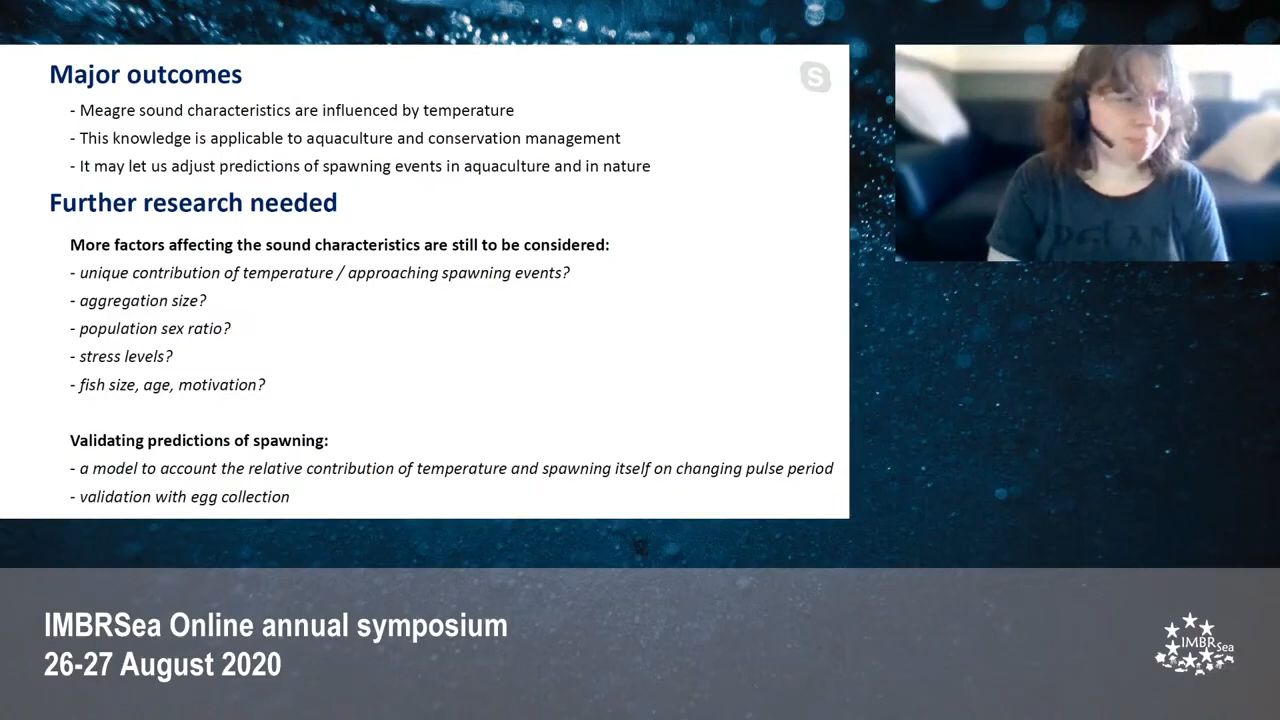 Major outcomes
- Meagre sound characteristics are influenced by temperature
- This knowledge is applicable to aquaculture and conservation management
- It may let us adjust predictions of spawning events in aquaculture and in nature
Further research needed
More factors affecting the sound characteristics are still to be considered:
- unique contribution of temperature / approaching spawning events?
- aggregation size?
- population sex ratio?
- stress levels?
- fish size, age, motivation?
Validating predictions of spawning:
- a model to account the relative contribution of temperature and spawning itself on changing pulse period
- validation with egg collection
IMBRSea Online annual symposium
26-27 August 2020
IMBRSea